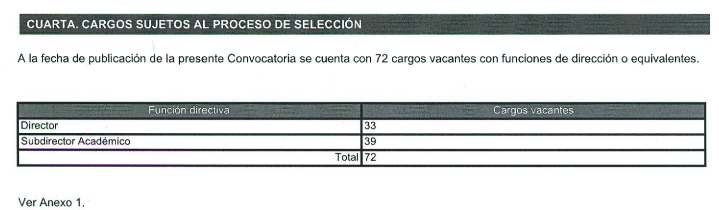 CUARTA. CARGOS SUJETOS AL PROCESO DE SELECCIÓN
A la fecha de publicación de la presente Convocatoria se cuenta con 72 cargos vacantes con funciones de dirección o equivalentes.
Función directiva Cargos vacantes
Director 33
Subdirector Académico 39
Total 72
Ver Anexo 1.